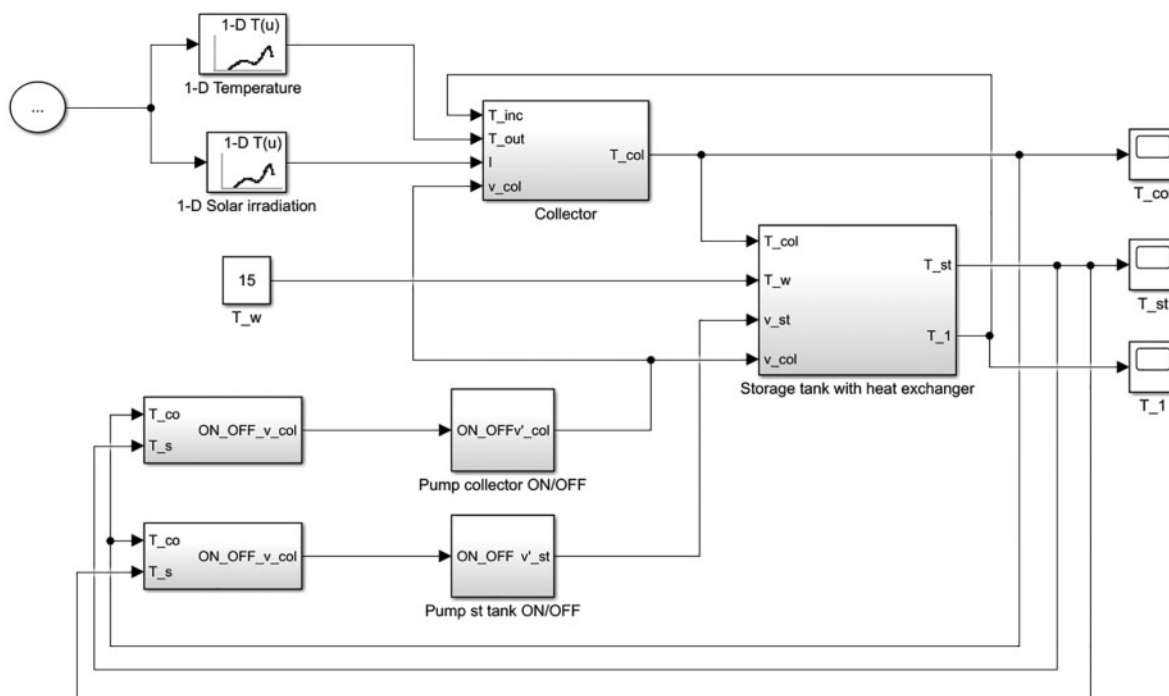 1-D T(u)
1-D Temperature
...
1-D T(u)
1-D Solar irradiation
T_inc
T_out
I
v_col
T_col
Collector
T_co
15
T_w
T_col
T_w
v_st
v_col
T_st
T_1
Storage tank with heat exchanger
T_st
T_1
T_co
T_s
ON_OFF_v_col
ON_OFF
v'_col
Pump collector ON/OFF
T_co
T_s
ON_OFF_v_col
ON_OFF
v'_st
Pump st tank ON/OFF